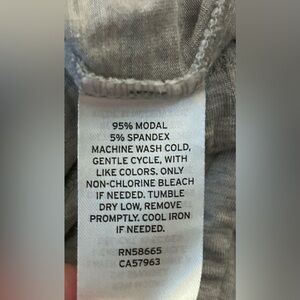 95% MODAL
5% SPANDEX
MACHINE WASH COLD,
GENTLE CYCLE, WITH
LIKE COLORS. ONLY
NON-CHLORINE BLEACH
IF NEEDED. TUMBLE
DRY LOW, REMOVE
PROMPTLY. COOL IRON
IF NEEDED.
RN58665
CA57963